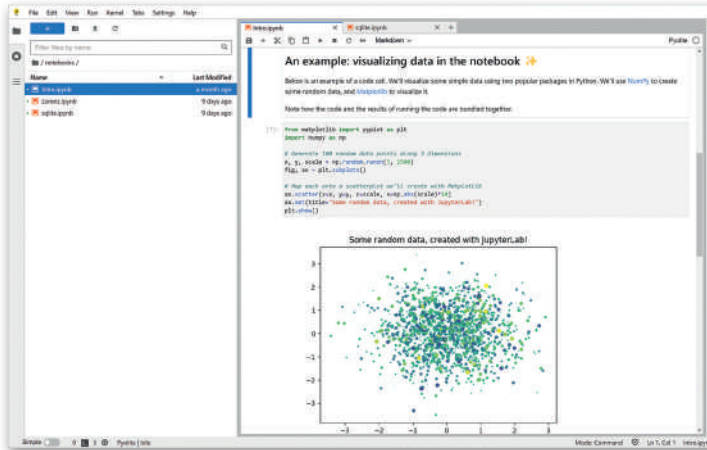 File Edit View Run Kernel Tabs Settings Help
Intro.ipynb
sqlite.ipynb
Filter files by name
Markdown
Pyolite
/ notebooks /
Name Last Modified
Intro.ipynb a month ago
Lorenz.ipynb 9 days ago
sqlite.ipynb 9 days ago
An example: visualizing data in the notebook ✨
Below is an example of a code cell. We'll visualize some simple data using two popular packages in Python. We'll use NumPy to create
some random data, and Matplotlib to visualize it.
Note how the code and the results of running the code are bundled together.
from matplotlib import pyplot as plt
import numpy as np
# Generate 100 random data points along 3 dimensions
x, y, scale = np.random.randn(3, 1500)
fig, ax = plt.subplots()
# Map each onto a scatterplot we'll create with Matplotlib
ax.scatter(x=x, y=y, c=scale, s=np.abs(scale)*10)
ax.set(title="Some random data, created with JupyterLab!")
plt.show()
Some random data, created with JupyterLab!
3
2
1
0
−1
−2
−3
−3 −2 −1 0 1 2 3
Simple 0 1 Pyolite | Idle Mode: Command Ln 1, Col 1 Intro.ipyn